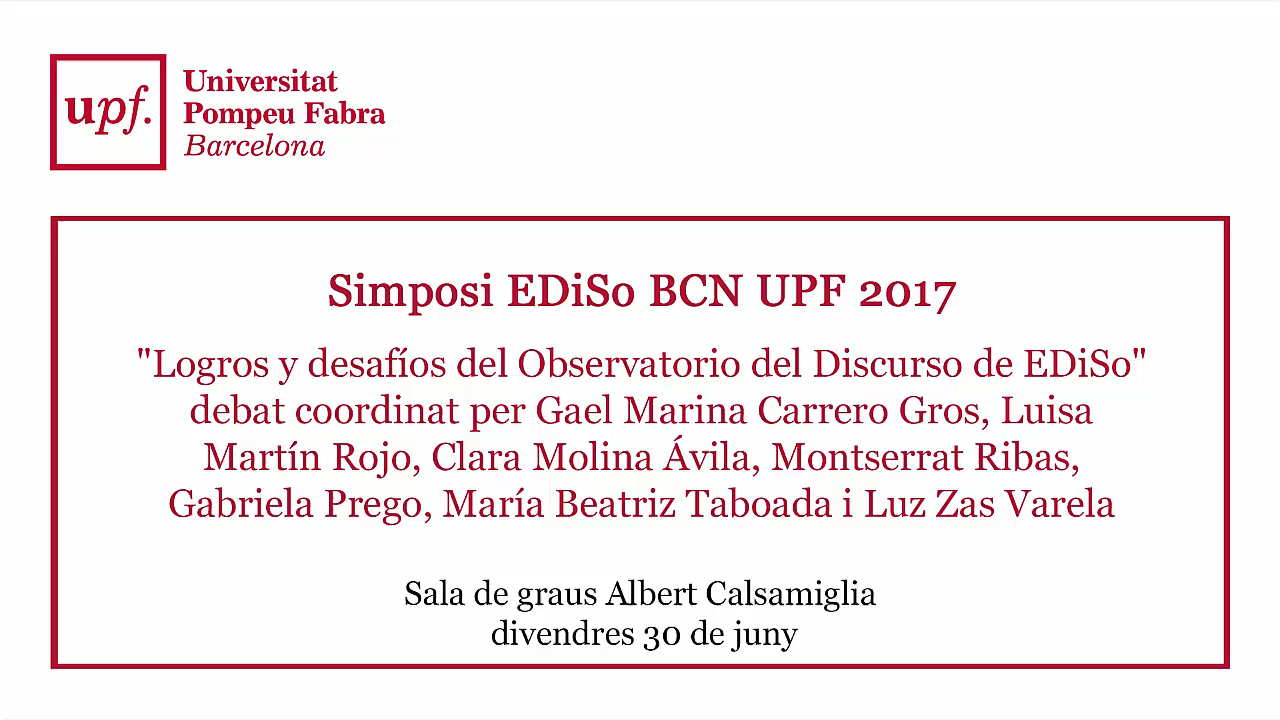 upf.
Universitat
Pompeu Fabra
Barcelona
Simposi EDiSo BCN UPF 2017
"Logros y desafíos del Observatorio del Discurso de EDiSo"
debat coordinat per Gael Marina Carrero Gros, Luisa
Martín Rojo, Clara Molina Ávila, Montserrat Ribas,
Gabriela Prego, María Beatriz Taboada i Luz Zas Varela
Sala de graus Albert Calsamiglia
divendres 30 de juny